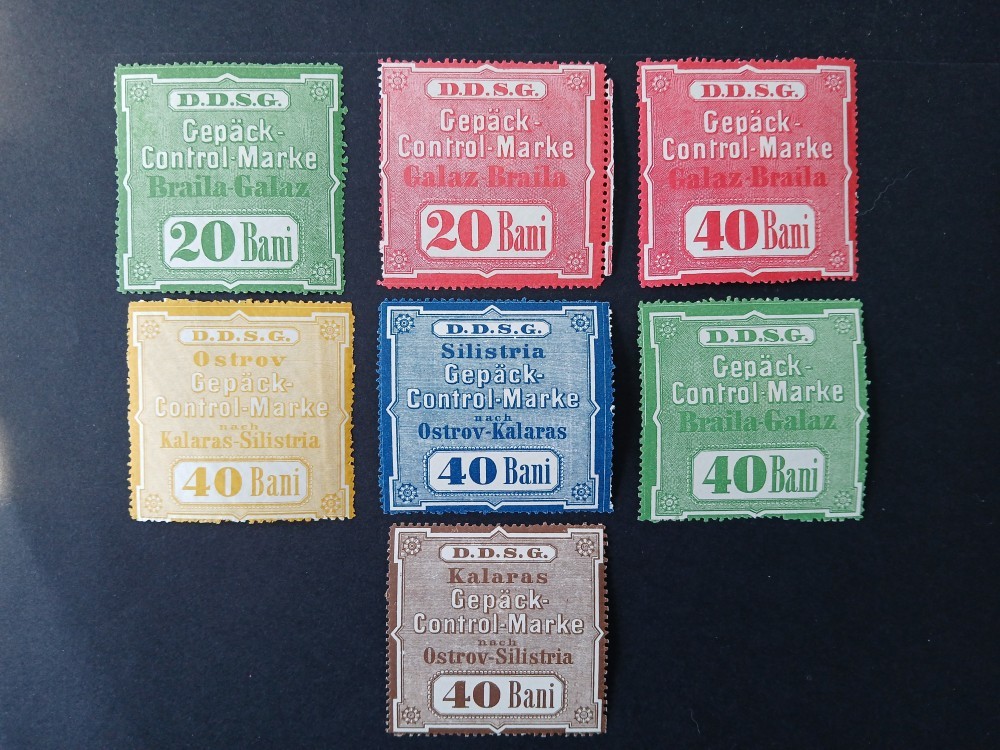 D.D.S.G.
Gepäck-
Control-Marke
Braila-Galaz
20 Bani
D.D.S.G.
Gepäck-
Control-Marke
Galaz-Braila
20 Bani
D.D.S.G.
Gepäck-
Control-Marke
Galaz-Braila
40 Bani
D.D.S.G.
Ostrov
Gepäck-
Control-Marke
nach
Kalaras-Silistria
40 Bani
D.D.S.G.
Silistria
Gepäck-
Control-Marke
nach
Ostrov-Kalaras
40 Bani
D.D.S.G.
Gepäck-
Control-Marke
Braila-Galaz
40 Bani
D.D.S.G.
Kalaras
Gepäck-
Control-Marke
nach
Ostrov-Silistria
40 Bani